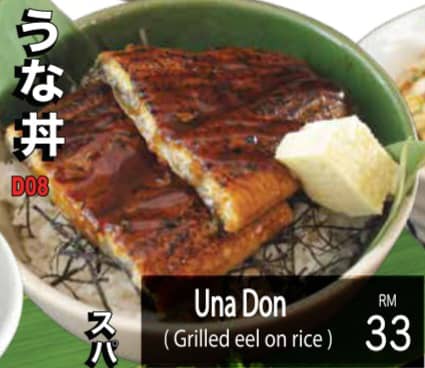 うな丼
D08
Una Don
( Grilled eel on rice )
RM
33
スパ